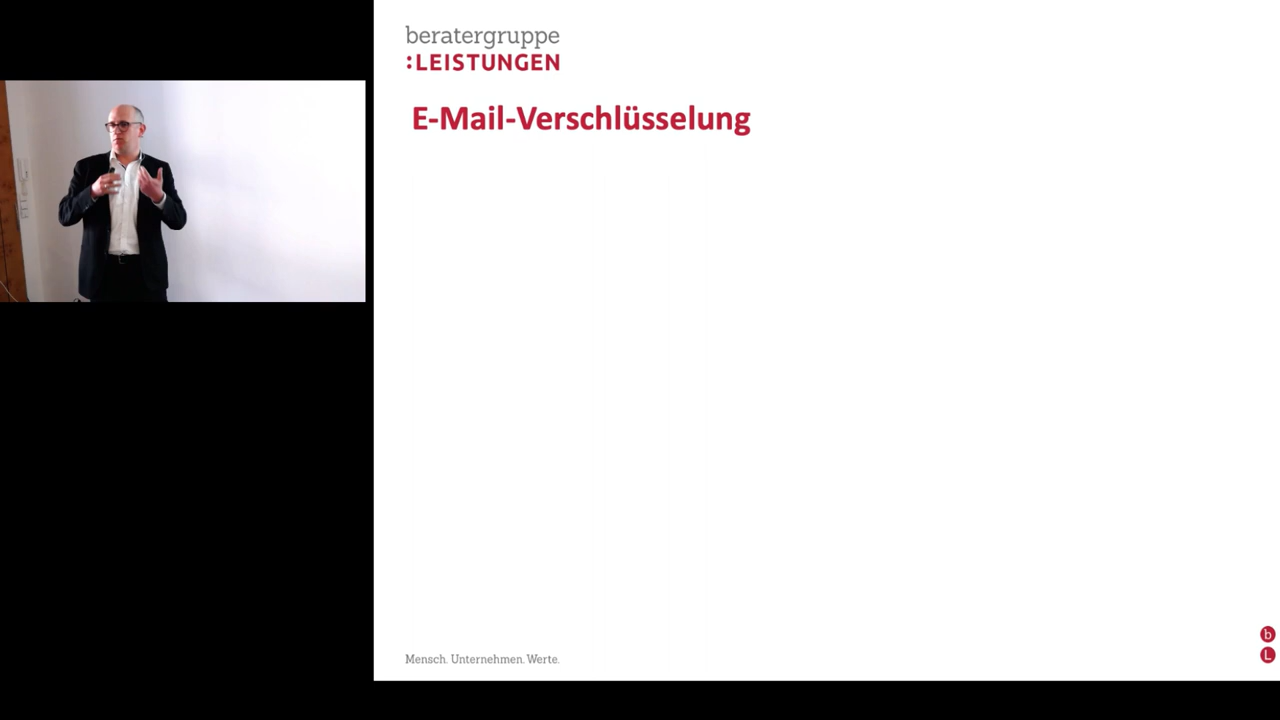 beratergruppe
:LEISTUNGEN
E-Mail-Verschlüsselung
Mensch. Unternehmen. Werte.
b
L